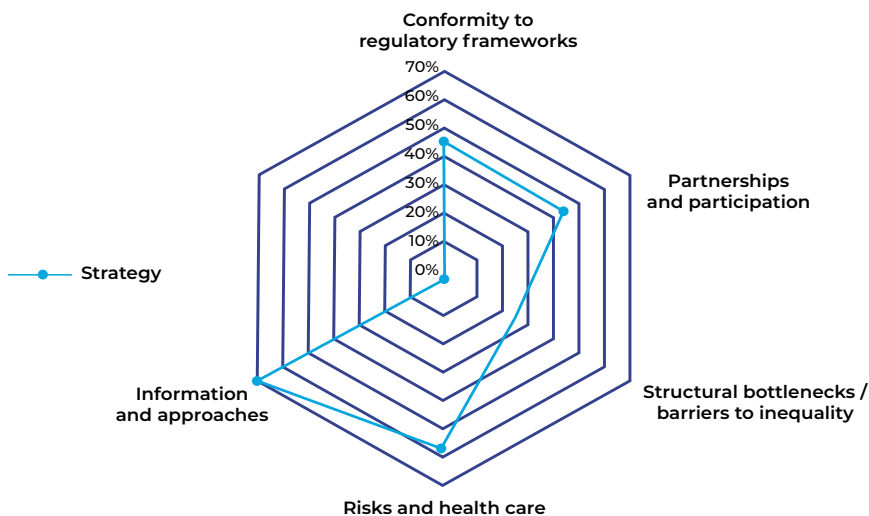 Conformity to
regulatory frameworks
70%
60%
50%
40%
30%
20%
10%
0%
Partnerships
and participation
Strategy
Structural bottlenecks /
barriers to inequality
Information
and approaches
Risks and health care